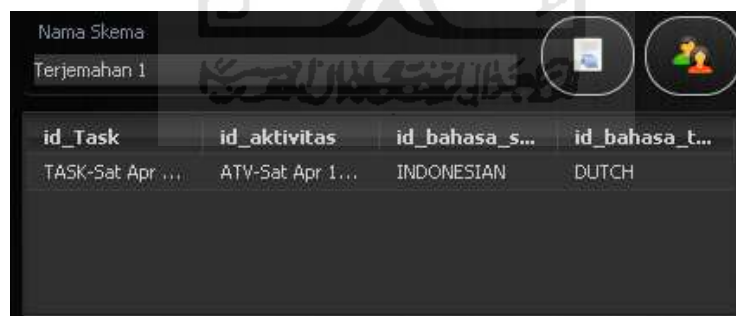 Nama Skema
Terjemahan 1
id_Task id_aktivitas id_bahasa_s... id_bahasa_t...
TASK-Sat Apr ... ATV-Sat Apr 1... INDONESIAN DUTCH